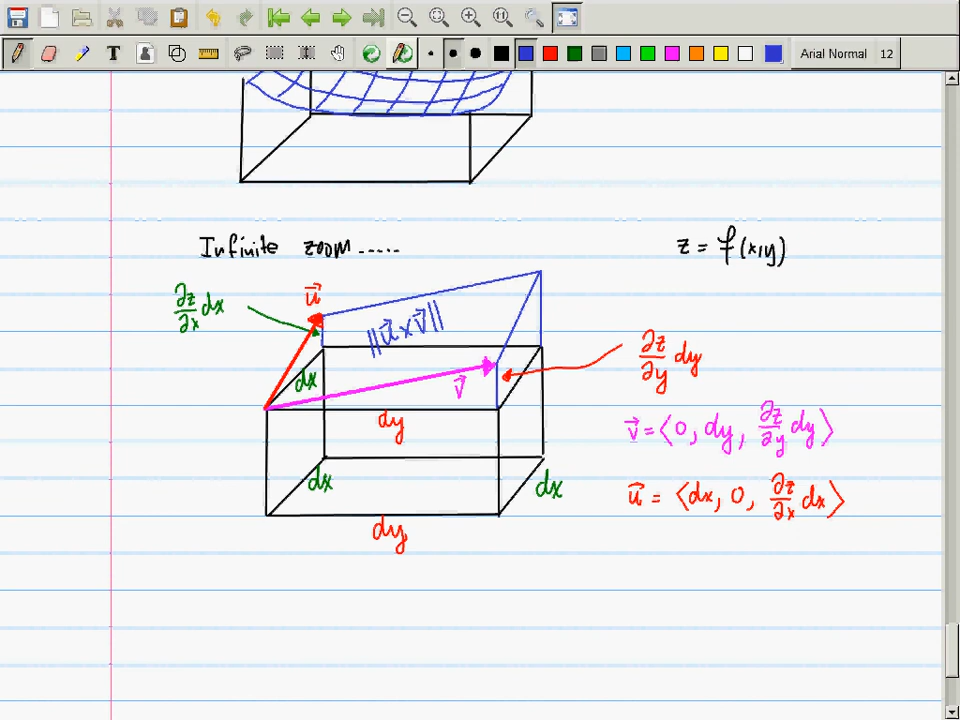 Arial Normal 12
Infinite zoom ..... z = f(x,y)
∂z/∂x dx
u⃗
||u⃗ x v⃗||
∂z/∂y dy
dx
v⃗
dy
v⃗ = ⟨0, dy, ∂z/∂y dy⟩
dx
dx
u⃗ = ⟨dx, 0, ∂z/∂x dx⟩
dy